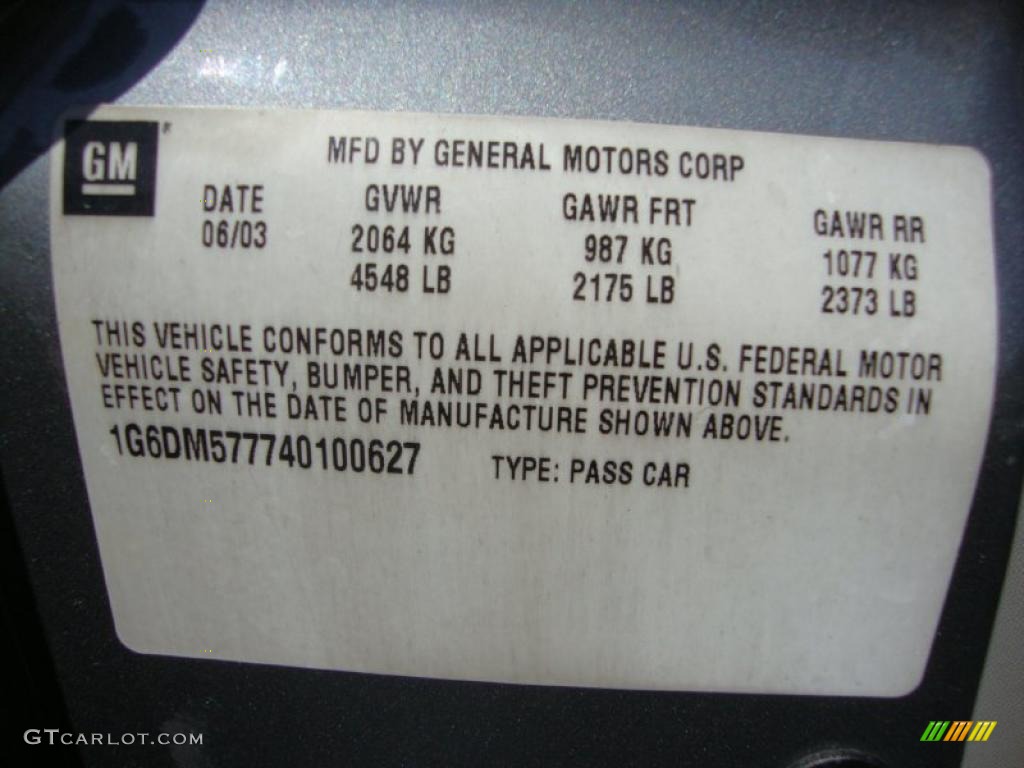 GM®
MFD BY GENERAL MOTORS CORP
DATE GVWR GAWR FRT GAWR RR
06/03 2064 KG 987 KG 1077 KG
4548 LB 2175 LB 2373 LB
THIS VEHICLE CONFORMS TO ALL APPLICABLE U.S. FEDERAL MOTOR
VEHICLE SAFETY, BUMPER, AND THEFT PREVENTION STANDARDS IN
EFFECT ON THE DATE OF MANUFACTURE SHOWN ABOVE.
1G6DM577740100627 TYPE: PASS CAR
GTCARLOT.COM